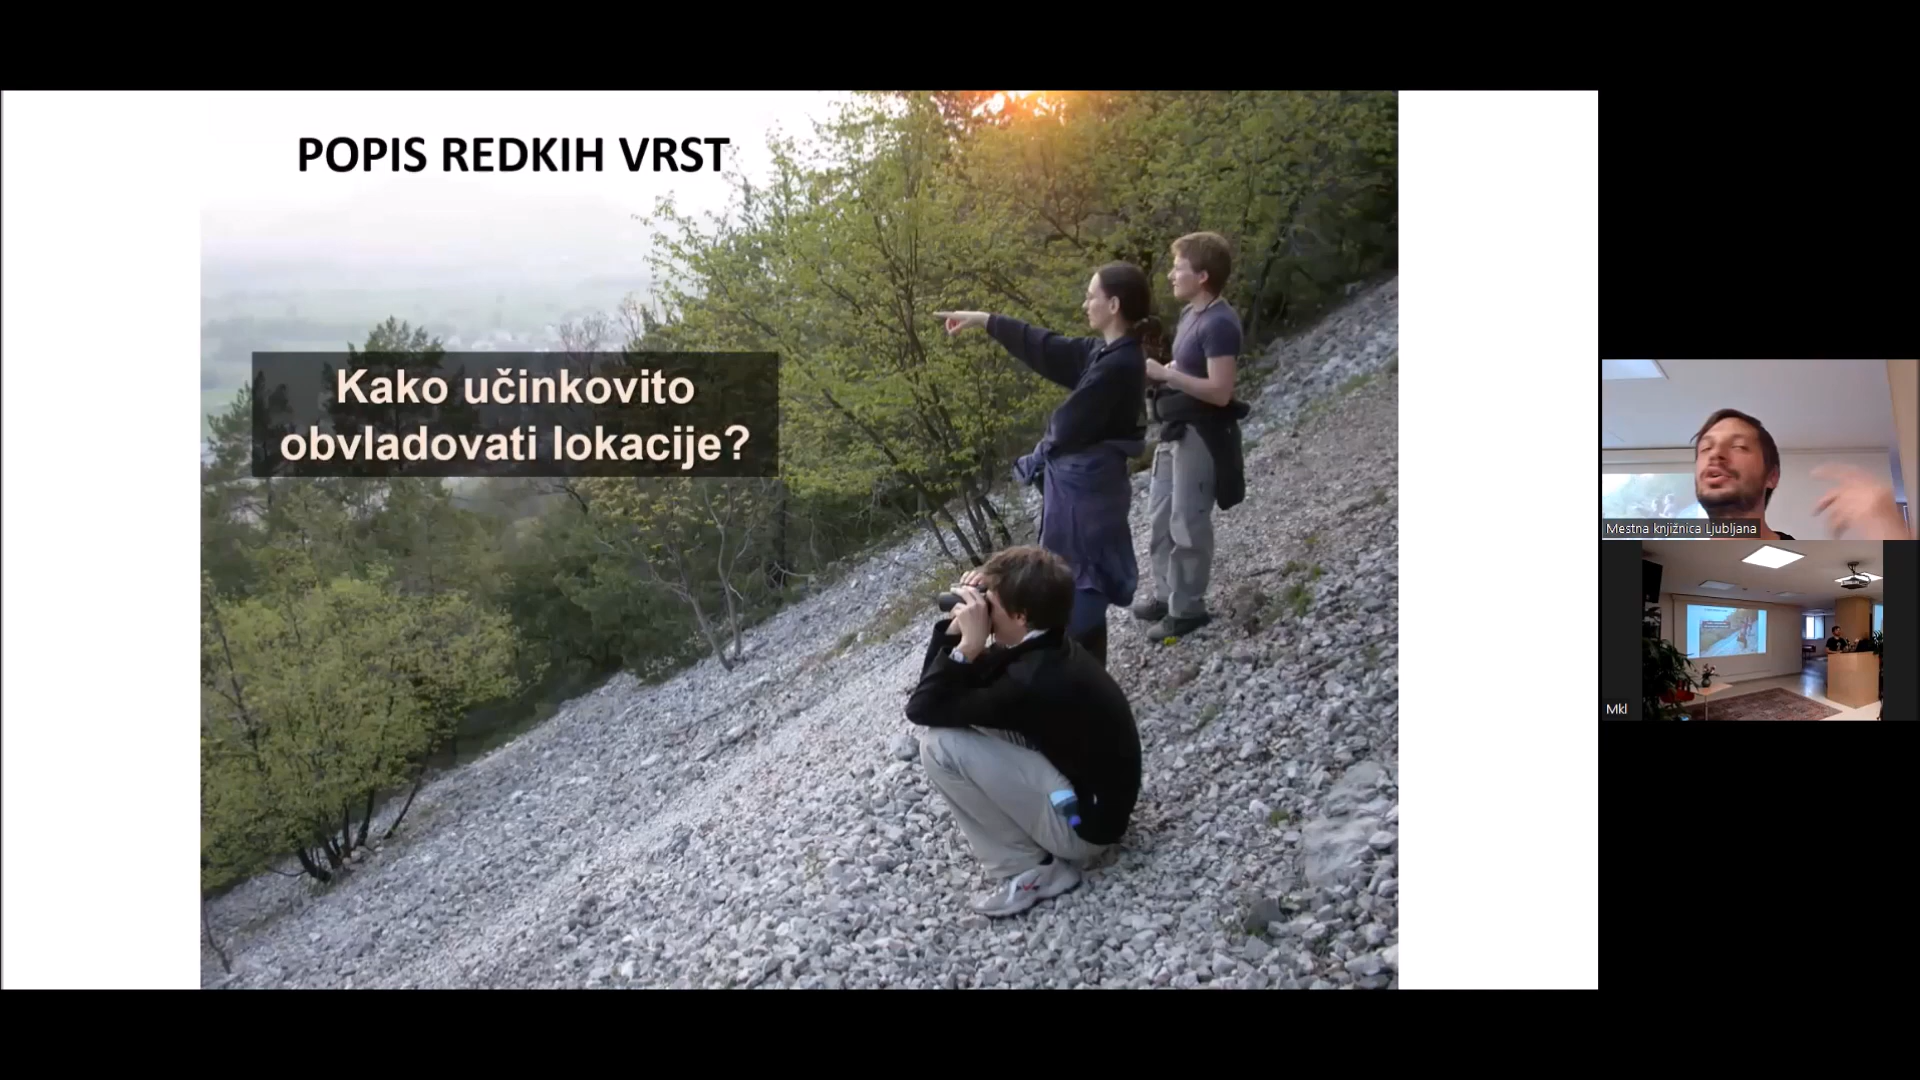 POPIS REDKIH VRST
Kako učinkovito
obvladovati lokacije?
Mestna knjižnica Ljubljana
Mkl